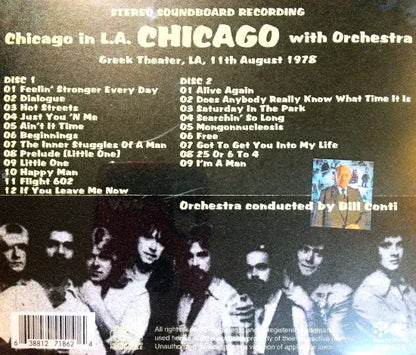 STEREO SOUNDBOARD RECORDING
Chicago in L.A. CHICAGO with Orchestra
Greek Theater, LA, 11th August 1978
DISC 1
01 Feelin' Stronger Every Day
02 Dialogue
03 Hot Streets
04 Just You 'N Me
05 Ain't It Time
06 Beginnings
07 The Inner Stuggles Of A Man
08 Prelude (Little One)
09 Little One
10 Happy Man
11 Flight 602
12 If You Leave Me Now
DISC 2
01 Alive Again
02 Does Anybody Really Know What Time It Is
03 Saturday In The Park
04 Searchin' So Long
05 Mongonnucleosis
06 Free
07 Got To Get You Into My Life
08 25 Or 6 To 4
09 I'm A Man
Orchestra conducted by Bill Conti
6 38812 71862 4